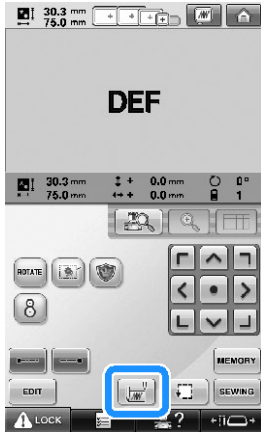 30.3 mm
75.0 mm
DEF
30.3 mm + 0.0 mm 0°
75.0 mm + 0.0 mm 1
ROTATE
8
MEMORY
EDIT
SEWING
LOCK ?